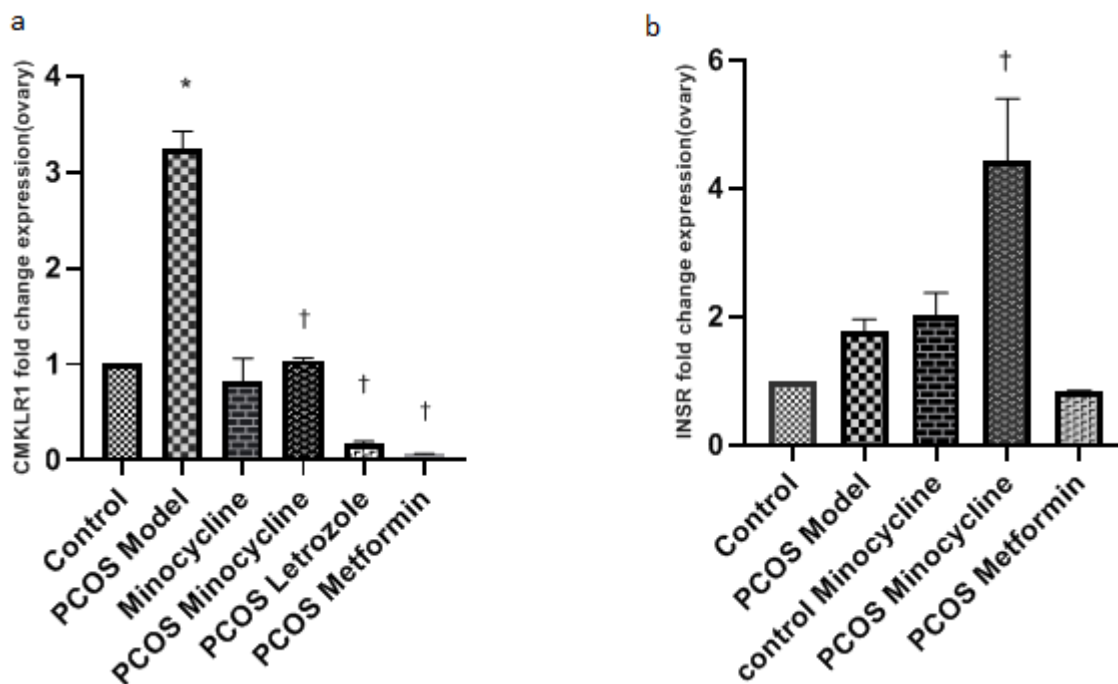 a
CMKLR1 fold change expression(ovary)
4
3
2
1
0
*
†
†
†
Control
PCOS Model
Minocycline
PCOS Minocycline
PCOS Letrozole
PCOS Metformin
b
INSR fold change expression(ovary)
6
4
2
0
†
Control
PCOS Model
control Minocycline
PCOS Minocycline
PCOS Metformin